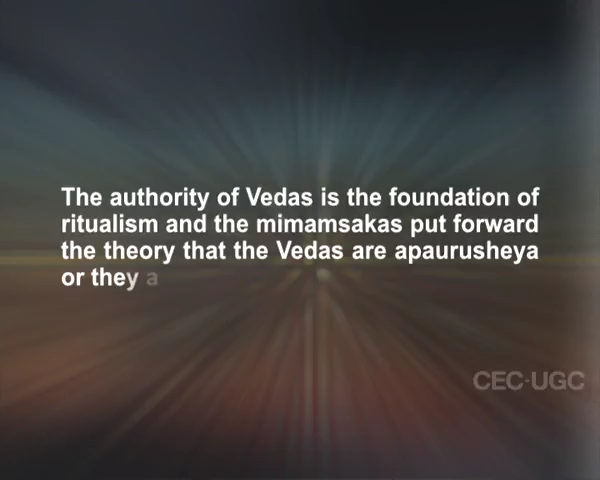 The authority of Vedas is the foundation of
ritualism and the mimamsakas put forward
the theory that the Vedas are apaurusheya
or they a
CEC-UGC